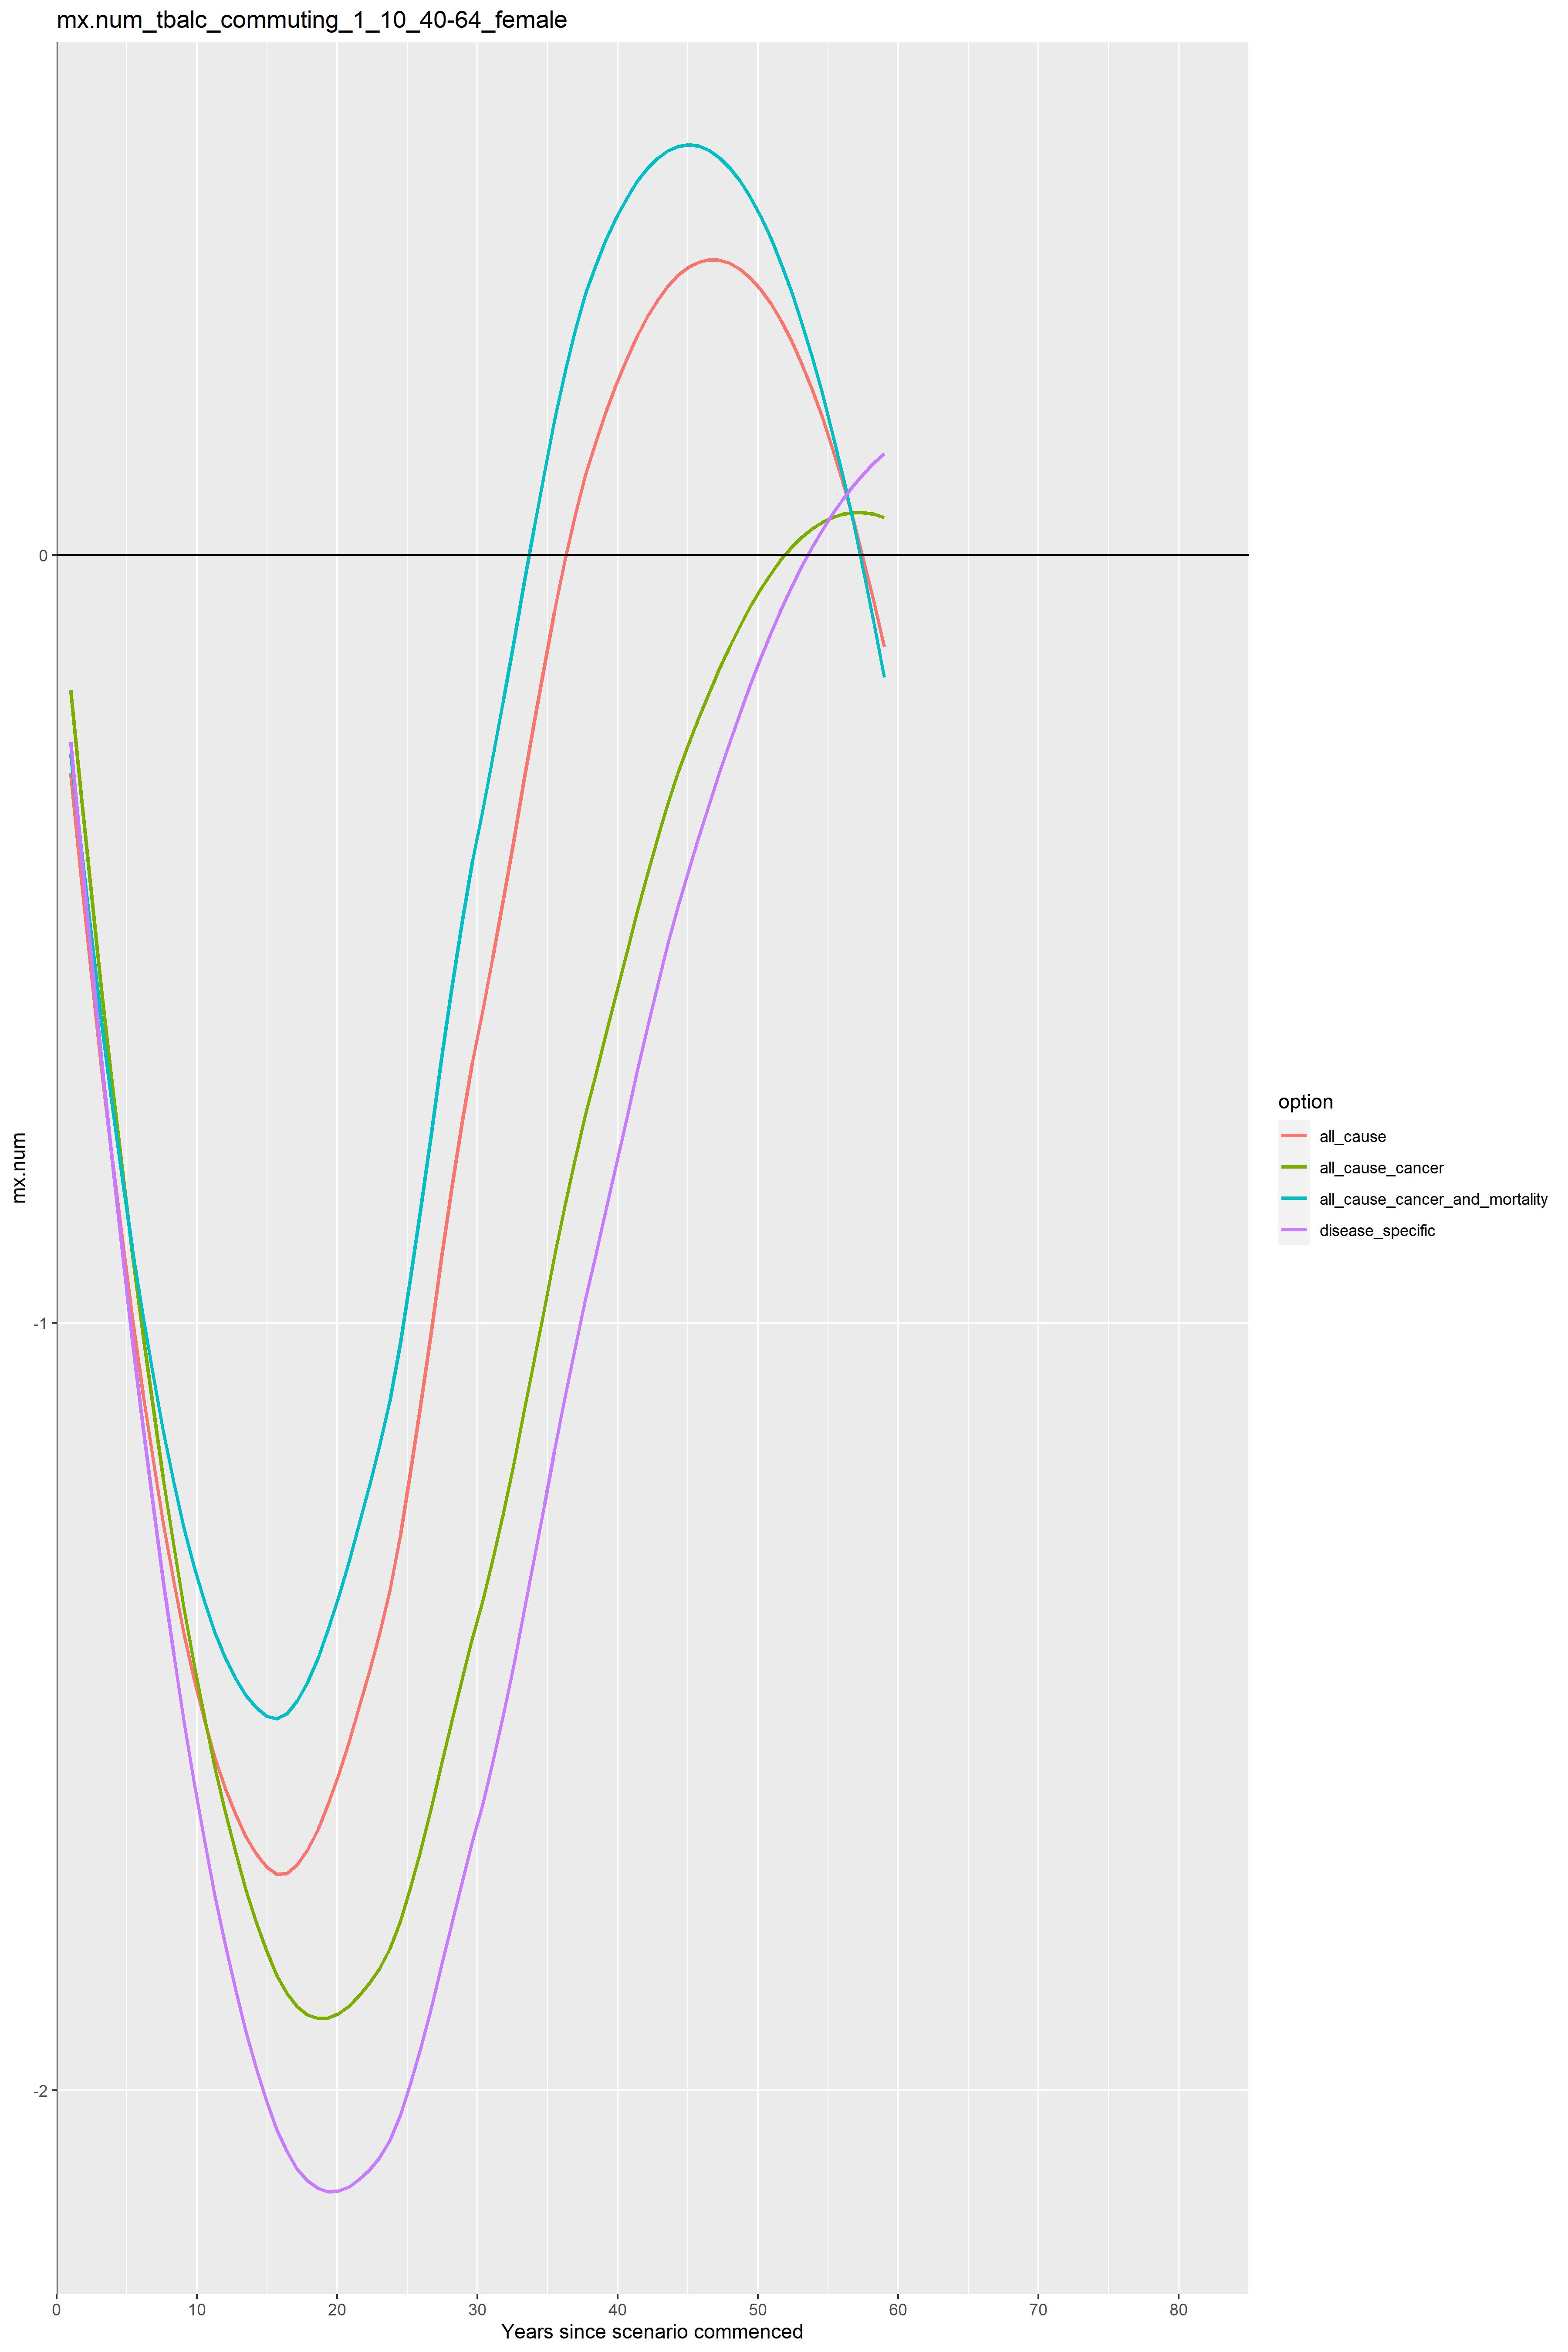 mx.num_tbalc_commuting_1_10_40-64_female
mx.num
0
-1
-2
0 10 20 30 40 50 60 70 80
Years since scenario commenced
option
all_cause
all_cause_cancer
all_cause_cancer_and_mortality
disease_specific